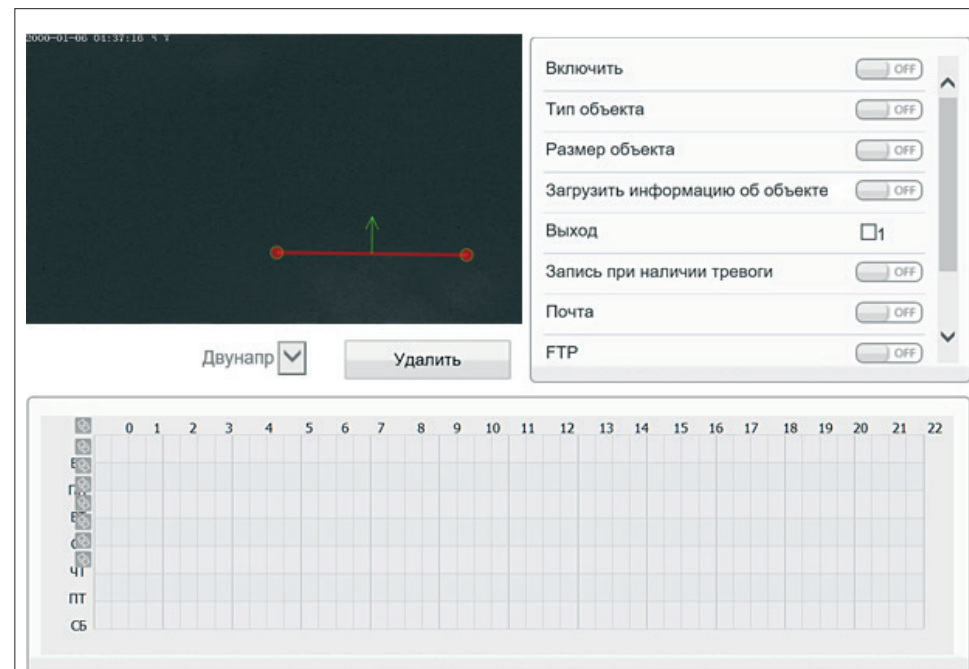 2000-01-06 04:37:16
Включить OFF
Тип объекта OFF
Размер объекта OFF
Загрузить информацию об объекте OFF
Выход 1
Запись при наличии тревоги OFF
Почта OFF
FTP OFF
Двунапр
Удалить
0 1 2 3 4 5 6 7 8 9 10 11 12 13 14 15 16 17 18 19 20 21 22
ЧТ
ПТ
СБ